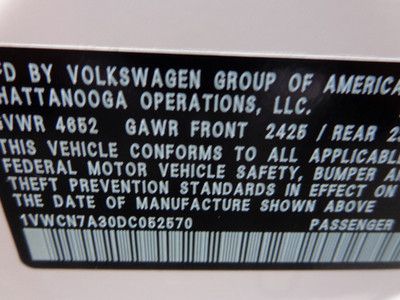 FD BY VOLKSWAGEN GROUP OF AMERICA
HATTANOOGA OPERATIONS, LLC.
GVWR 4652 GAWR FRONT 2425 / REAR 2
THIS VEHICLE CONFORMS TO ALL APPLICABLE
FEDERAL MOTOR VEHICLE SAFETY, BUMPER A
THEFT PREVENTION STANDARDS IN EFFECT ON
THE DATE OF MANUFACTURE SHOWN ABOVE.
1VWCN7A30DC052570 PASSENGER